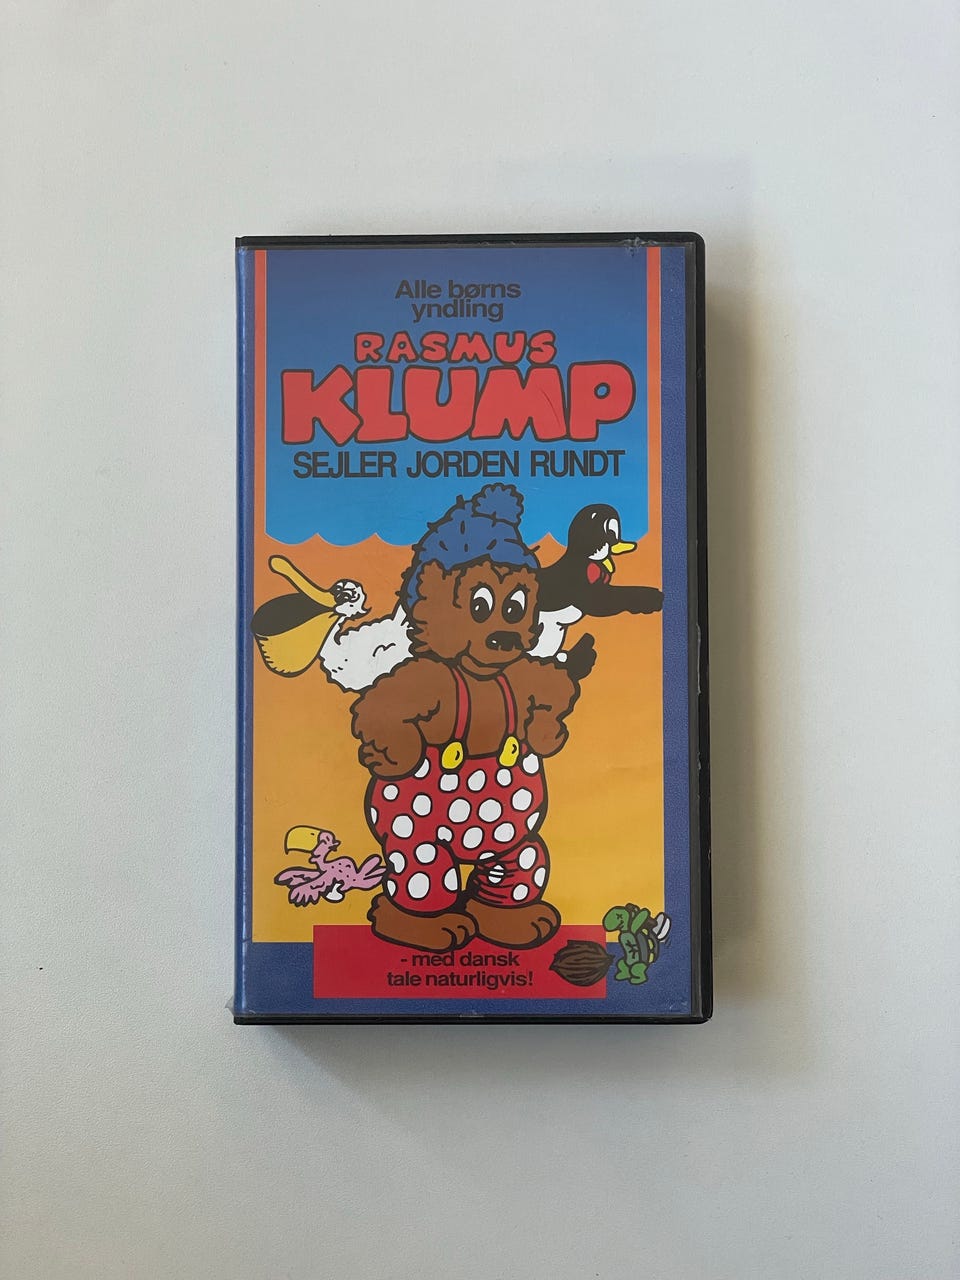 Alle børns
yndling
RASMUS
KLUMP
SEJLER JORDEN RUNDT
- med dansk
tale naturligvis!